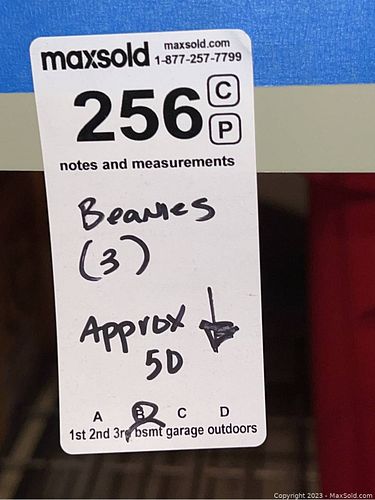 maxsold
maxsold.com
1-877-257-7799
256
C
P
notes and measurements
Beanies
(3)
Approx
50
A B C D
1st 2nd 3rd bsmt garage outdoors
Copyright 2023 - MaxSold.com